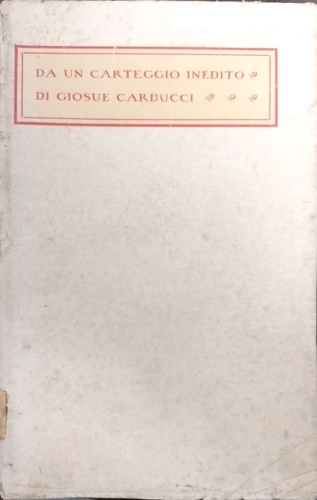 DA UN CARTEGGIO INEDITO
DI GIOSUE CARDUCCI